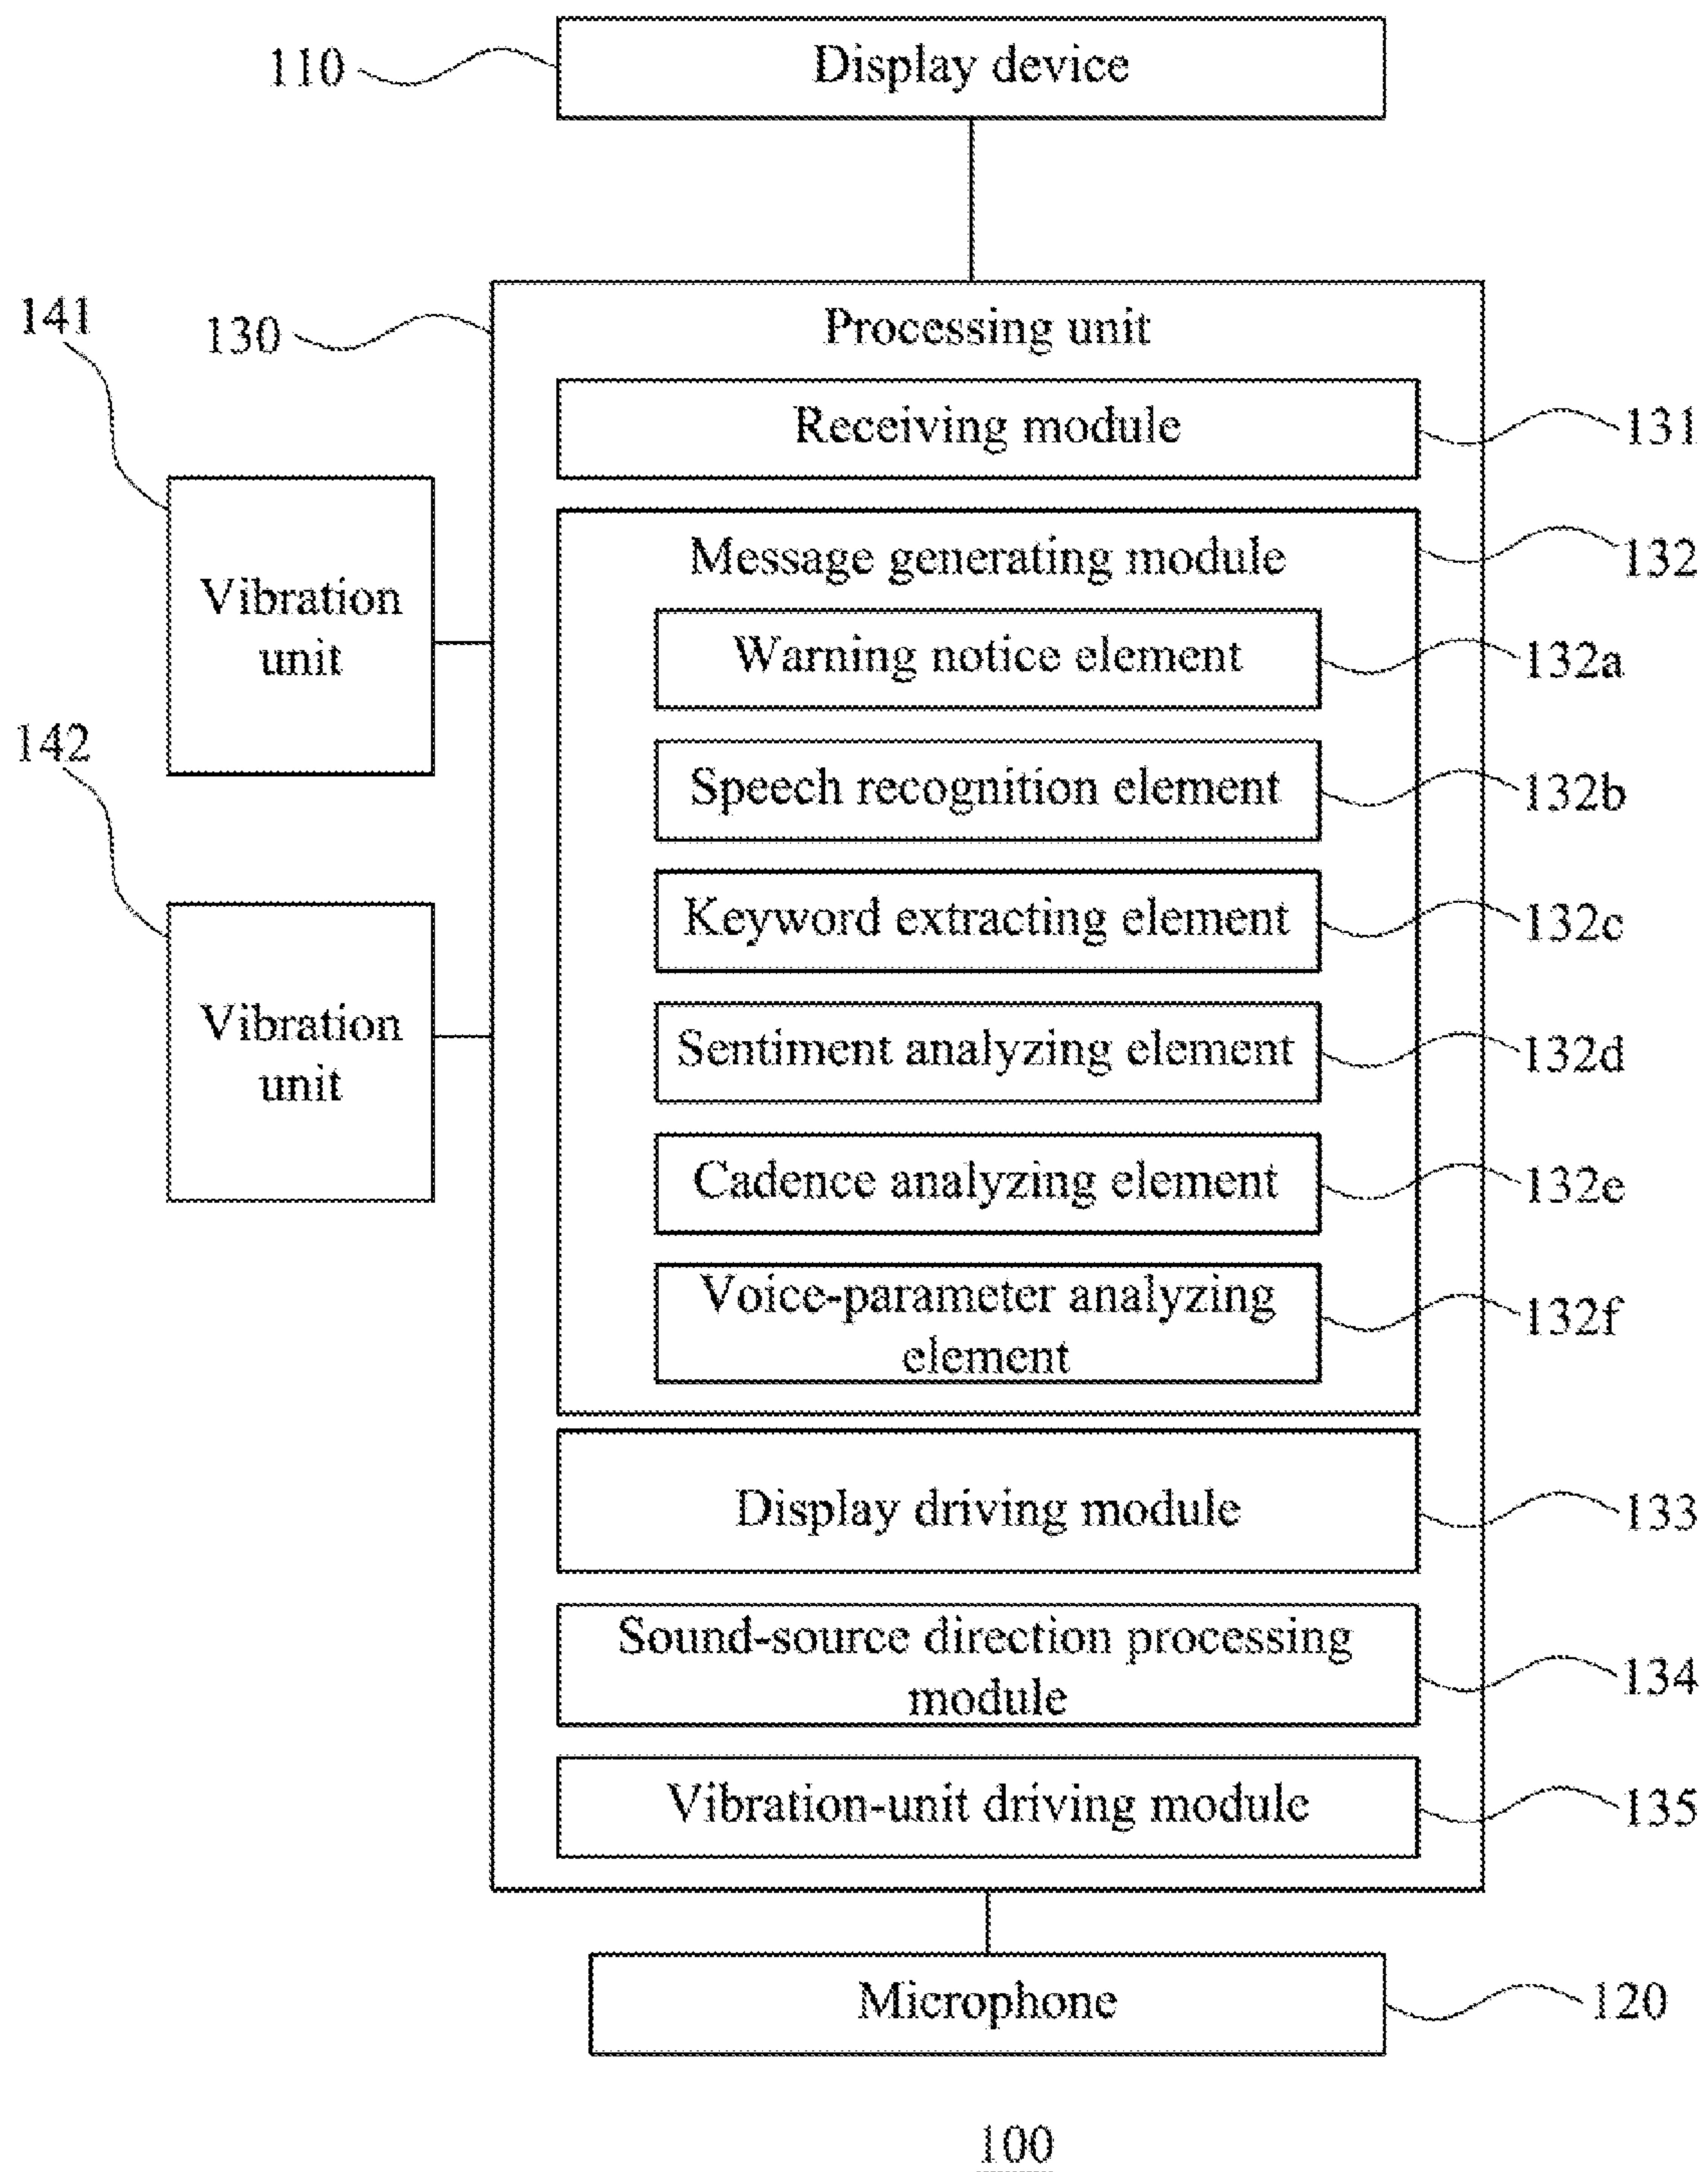 110
Display device
141
130
Processing unit
Receiving module
131
Message generating module
132
Warning notice element
132a
Vibration
unit
Speech recognition element
132b
142
Keyword extracting element
132c
Vibration
unit
Sentiment analyzing element
132d
Cadence analyzing element
132e
Voice-parameter analyzing
element
132f
Display driving module
133
Sound-source direction processing
module
134
Vibration-unit driving module
135
Microphone
120
100